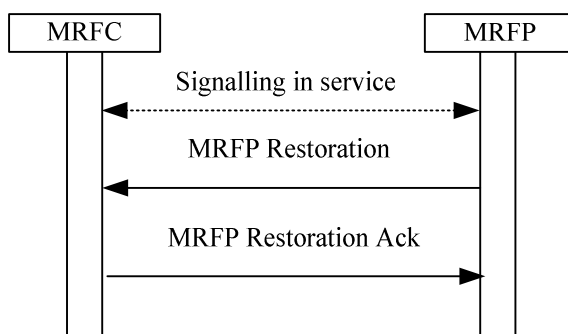 MRFC
MRFP
Signalling in service
MRFP Restoration
MRFP Restoration Ack